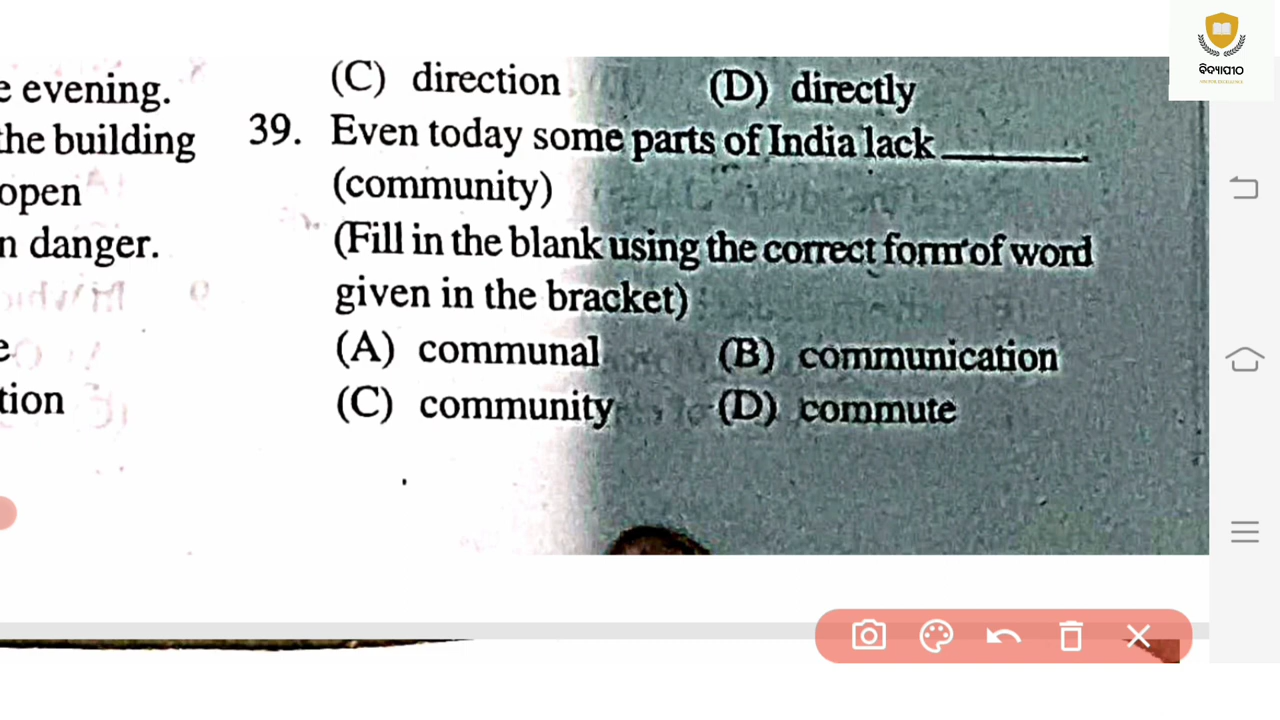 e evening.
the building
open
n danger.
e
tion
(C) direction (D) directly
39. Even today some parts of India lack ________.
(community)
(Fill in the blank using the correct form of word
given in the bracket)
(A) communal (B) communication
(C) community (D) commute
ବିଦ୍ୟାପୀଠ